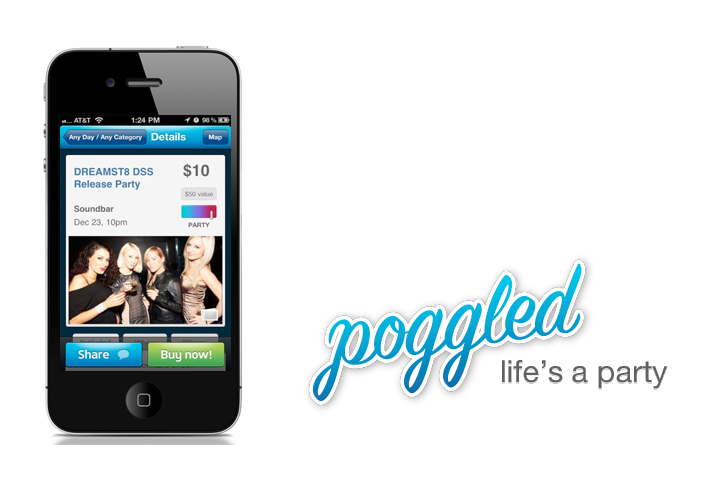 AT&T 1:24 PM 98%
Any Day / Any Category Details Map
DREAMST8 DSS $10
Release Party
$50 value
Soundbar
Dec 23, 10pm
PARTY
Share Buy now!
poggled
life's a party